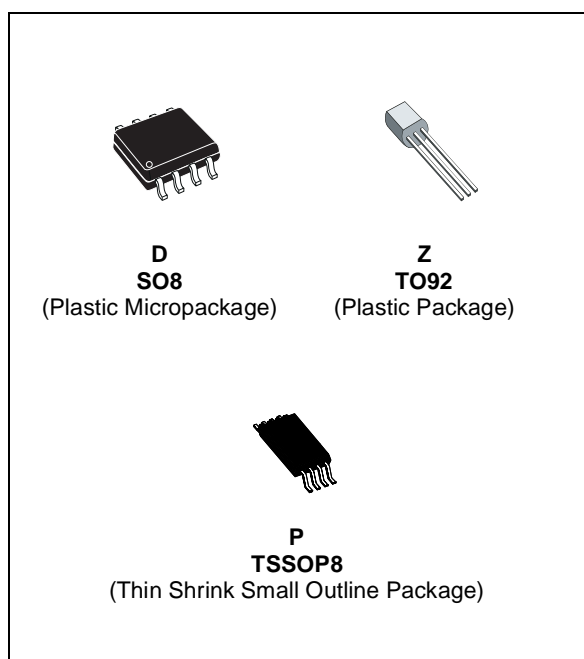 D
SO8
(Plastic Micropackage)
Z
TO92
(Plastic Package)
P
TSSOP8
(Thin Shrink Small Outline Package)